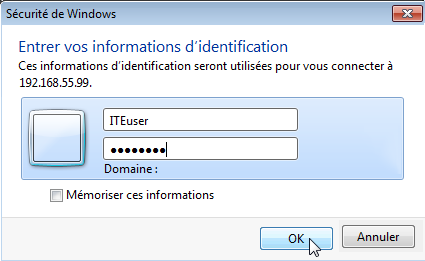 Sécurité de Windows
Entrer vos informations d'identification
Ces informations d'identification seront utilisées pour vous connecter à
192.168.55.99.
ITEuser
●●●●●●●●
Domaine :
Mémoriser ces informations
OK
Annuler